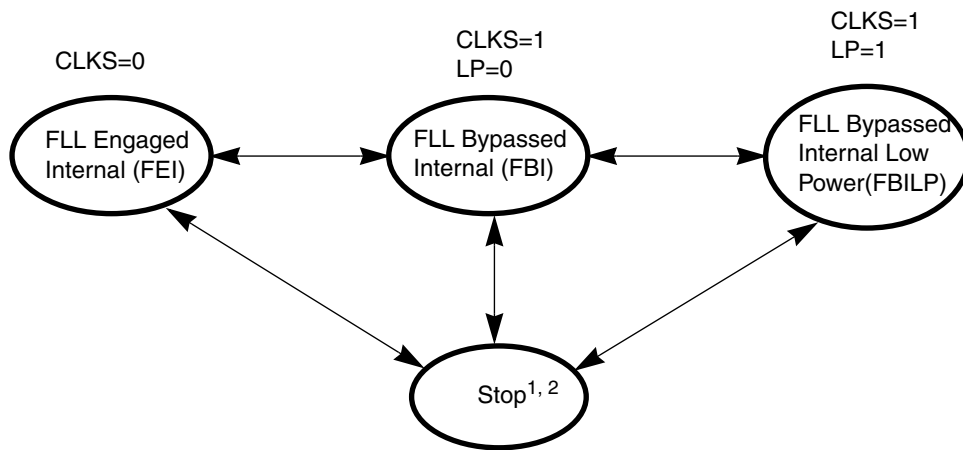 CLKS=0
CLKS=1
LP=0
CLKS=1
LP=1
FLL Engaged
Internal (FEI)
FLL Bypassed
Internal (FBI)
FLL Bypassed
Internal Low
Power(FBILP)
Stop1, 2